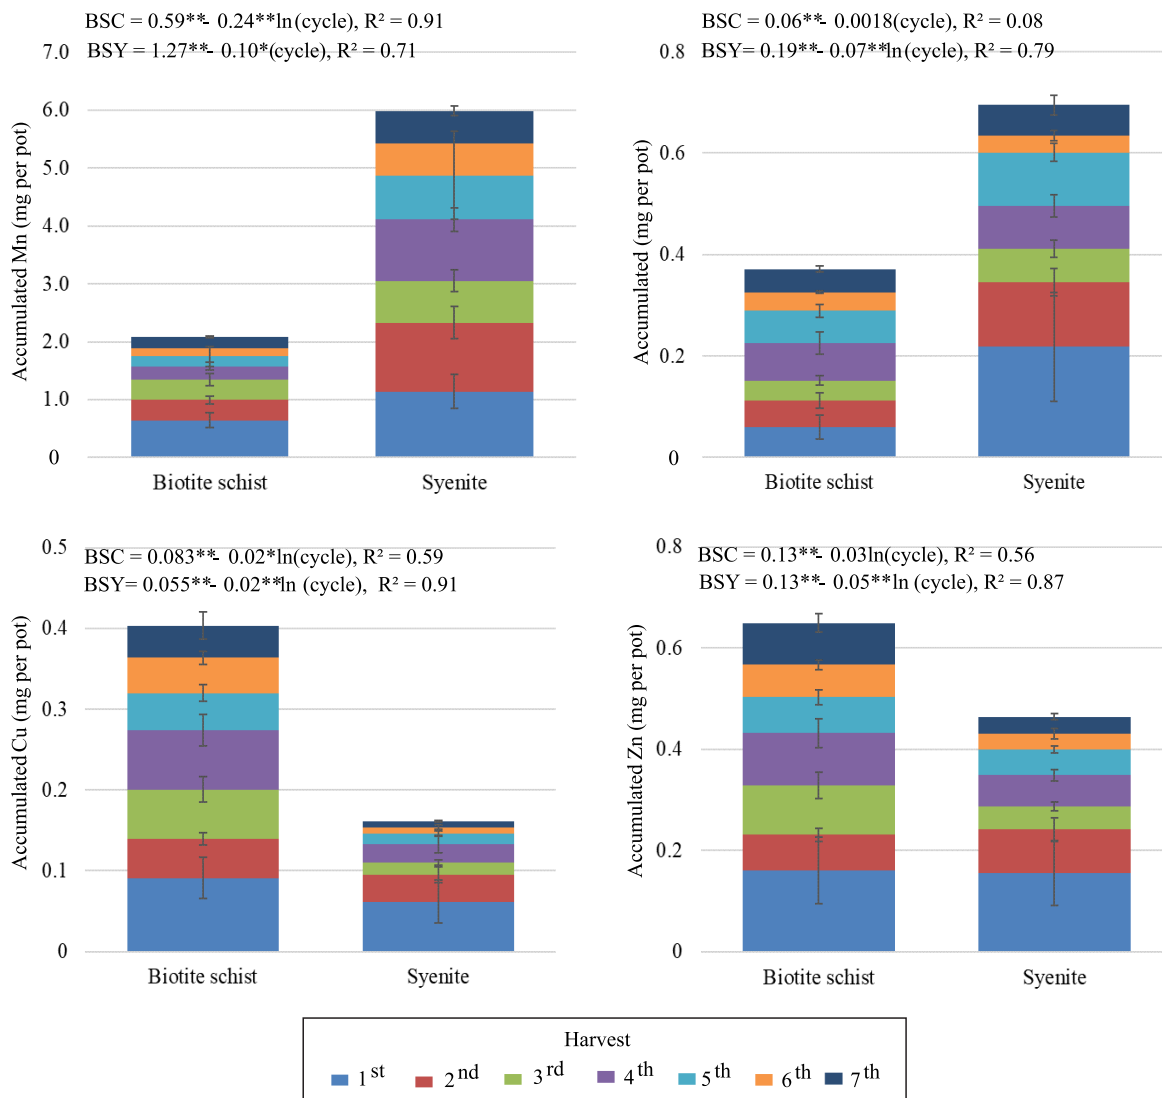 BSC = 0.59**- 0.24**ln(cycle), R² = 0.91
BSY = 1.27**- 0.10*(cycle), R² = 0.71
7.0
6.0
5.0
4.0
3.0
2.0
1.0
0
Accumulated Mn (mg per pot)
Biotite schist
Syenite
BSC = 0.06**- 0.0018(cycle), R² = 0.08
BSY= 0.19**- 0.07**ln(cycle), R² = 0.79
0.8
0.6
0.4
0.2
0
Accumulated (mg per pot)
Biotite schist
Syenite
BSC = 0.083**- 0.02*ln(cycle), R² = 0.59
BSY= 0.055**- 0.02**ln (cycle), R² = 0.91
0.5
0.4
0.3
0.2
0.1
0
Accumulated Cu (mg per pot)
Biotite schist
Syenite
BSC = 0.13**- 0.03ln(cycle), R² = 0.56
BSY = 0.13**- 0.05**ln (cycle), R² = 0.87
0.8
0.6
0.4
0.2
0
Accumulated Zn (mg per pot)
Biotite schist
Syenite
Harvest
1st 2nd 3rd 4th 5th 6th 7th